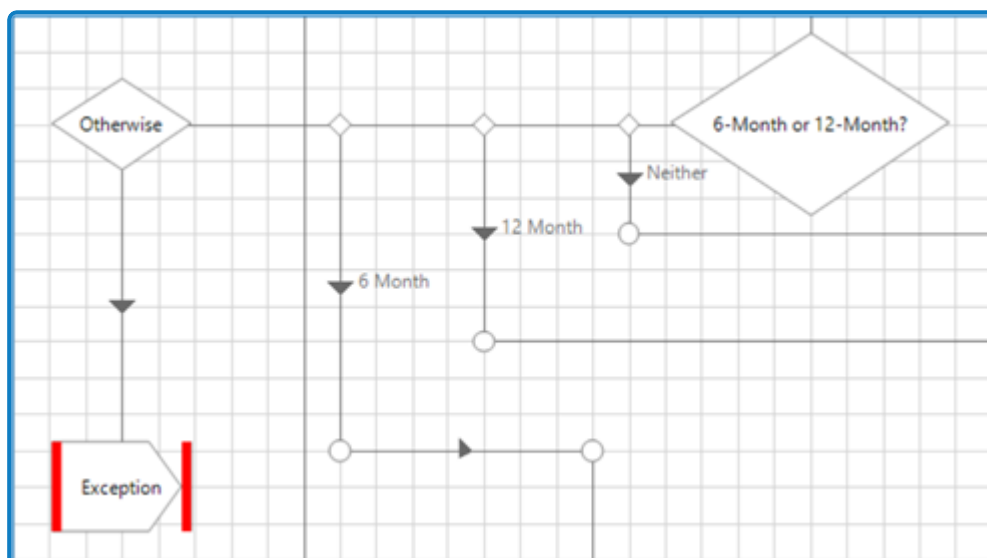 Otherwise
6-Month or 12-Month?
Neither
12 Month
6 Month
Exception